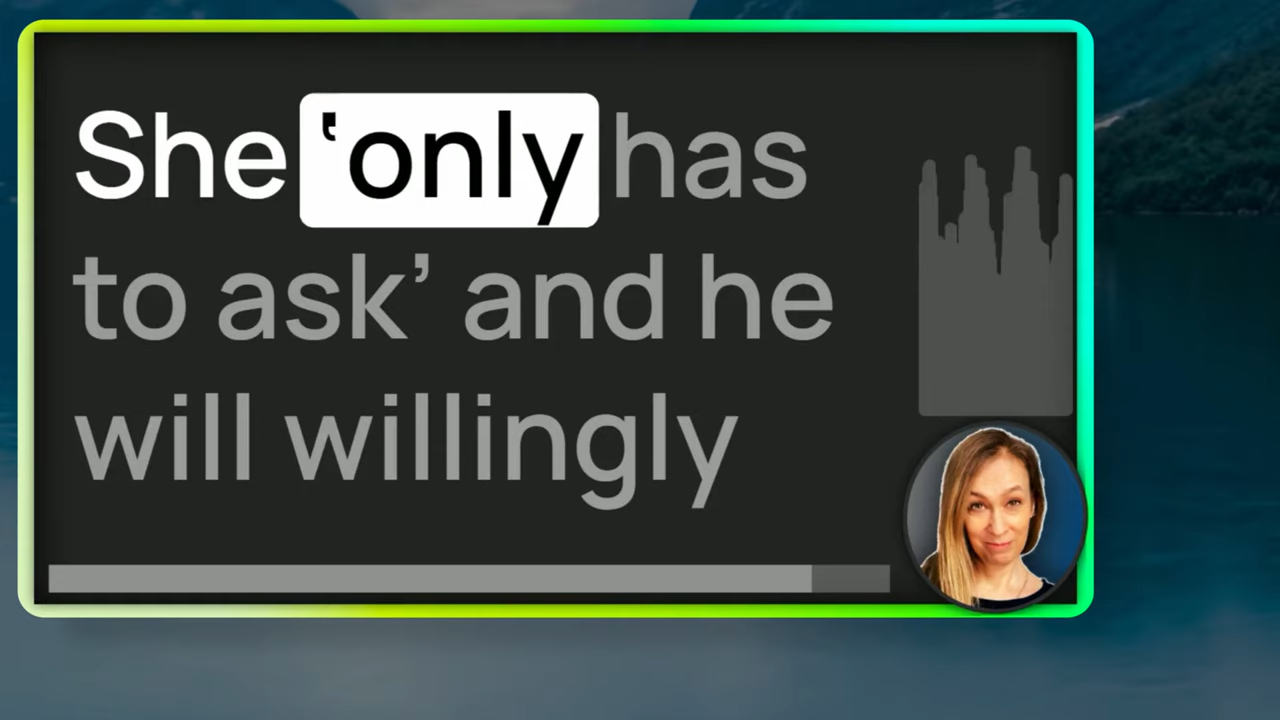 She ‛only has
to ask’ and he
will willingly